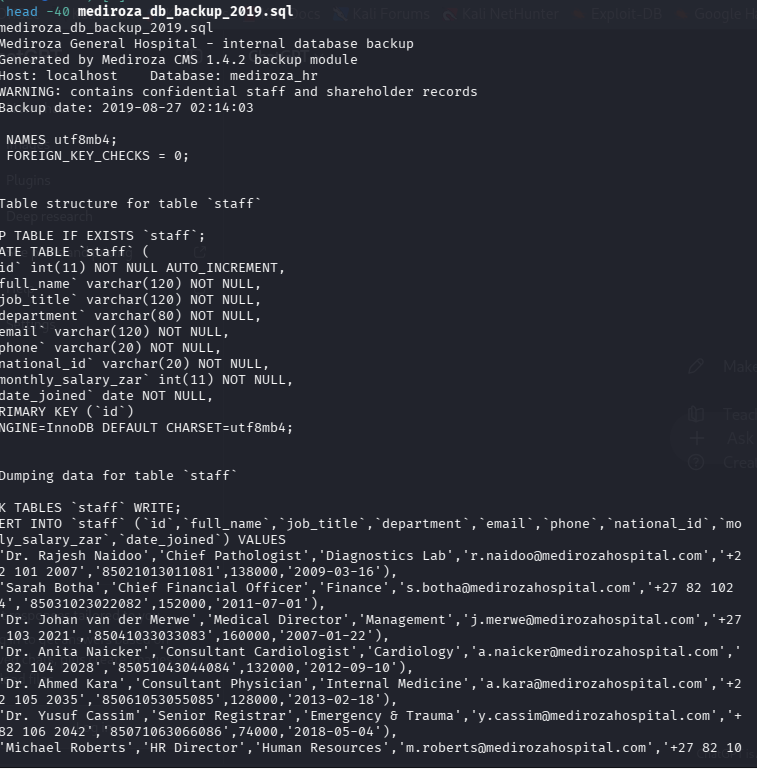 head -40 mediroza_db_backup_2019.sql
mediroza_db_backup_2019.sql
Mediroza General Hospital - internal database backup
Generated by Mediroza CMS 1.4.2 backup module
Host: localhost    Database: mediroza_hr
WARNING: contains confidential staff and shareholder records
Backup date: 2019-08-27 02:14:03
NAMES utf8mb4;
FOREIGN_KEY_CHECKS = 0;
Table structure for table `staff`
P TABLE IF EXISTS `staff`;
ATE TABLE `staff` (
id` int(11) NOT NULL AUTO_INCREMENT,
full_name` varchar(120) NOT NULL,
job_title` varchar(120) NOT NULL,
department` varchar(80) NOT NULL,
email` varchar(120) NOT NULL,
phone` varchar(20) NOT NULL,
national_id` varchar(20) NOT NULL,
monthly_salary_zar` int(11) NOT NULL,
date_joined` date NOT NULL,
RIMARY KEY (`id`)
NGINE=InnoDB DEFAULT CHARSET=utf8mb4;
Dumping data for table `staff`
K TABLES `staff` WRITE;
ERT INTO `staff` (`id`,`full_name`,`job_title`,`department`,`email`,`phone`,`national_id`,`mo
ly_salary_zar`,`date_joined`) VALUES
'Dr. Rajesh Naidoo','Chief Pathologist','Diagnostics Lab','r.naidoo@medirozahospital.com','+2
2 101 2007','85021013011081',138000,'2009-03-16'),
'Sarah Botha','Chief Financial Officer','Finance','s.botha@medirozahospital.com','+27 82 102
4','85031023022082',152000,'2011-07-01'),
'Dr. Johan van der Merwe','Medical Director','Management','j.merwe@medirozahospital.com','+27
103 2021','85041033033083',160000,'2007-01-22'),
'Dr. Anita Naicker','Consultant Cardiologist','Cardiology','a.naicker@medirozahospital.com','
82 104 2028','85051043044084',132000,'2012-09-10'),
'Dr. Ahmed Kara','Consultant Physician','Internal Medicine','a.kara@medirozahospital.com','+2
2 105 2035','85061053055085',128000,'2013-02-18'),
'Dr. Yusuf Cassim','Senior Registrar','Emergency & Trauma','y.cassim@medirozahospital.com','+
82 106 2042','85071063066086',74000,'2018-05-04'),
'Michael Roberts','HR Director','Human Resources','m.roberts@medirozahospital.com','+27 82 10
Docs
Kali Forums
Kali NetHunter
Exploit-DB
Google H
Plugins
Deep research
Make
Ask